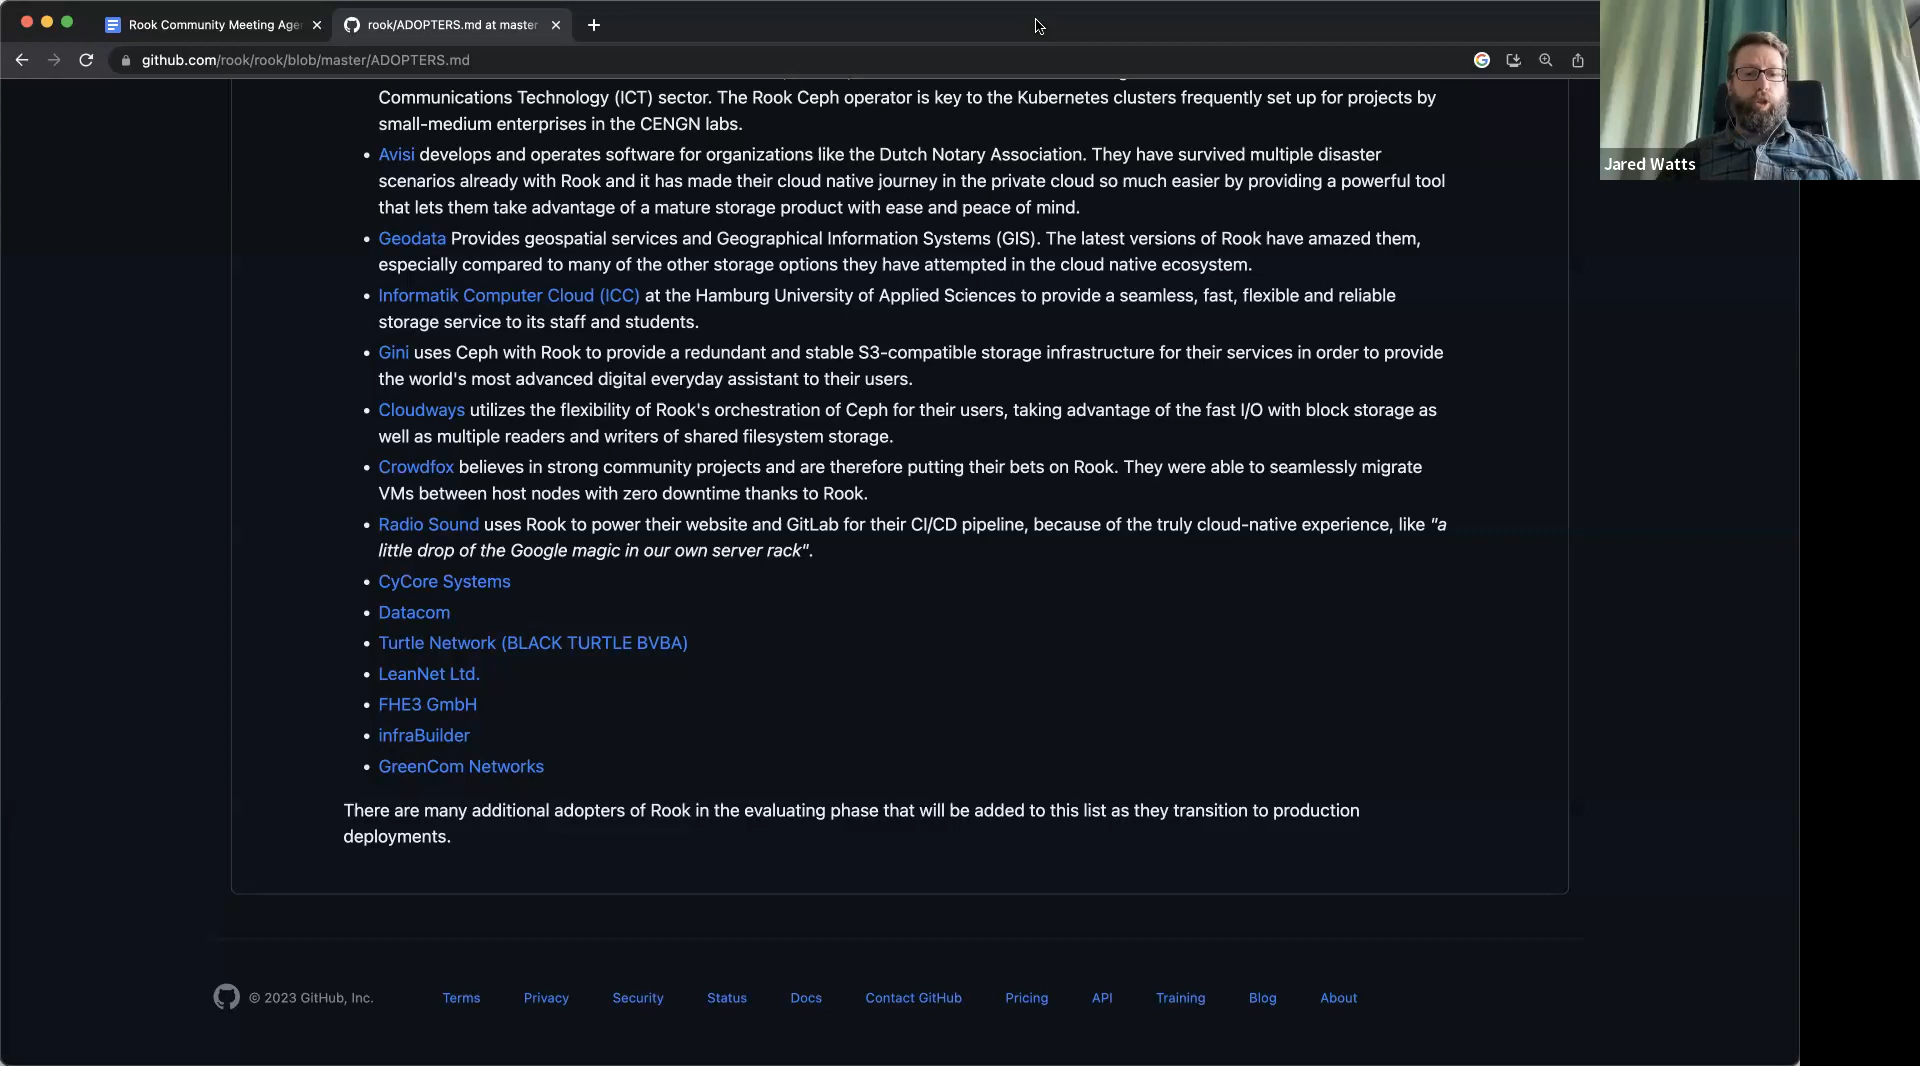 Rook Community Meeting Age
rook/ADOPTERS.md at master
github.com/rook/rook/blob/master/ADOPTERS.md
Communications Technology (ICT) sector. The Rook Ceph operator is key to the Kubernetes clusters frequently set up for projects by
small-medium enterprises in the CENGN labs.
Jared Watts
• Avisi develops and operates software for organizations like the Dutch Notary Association. They have survived multiple disaster
scenarios already with Rook and it has made their cloud native journey in the private cloud so much easier by providing a powerful tool
that lets them take advantage of a mature storage product with ease and peace of mind.
• Geodata Provides geospatial services and Geographical Information Systems (GIS). The latest versions of Rook have amazed them,
especially compared to many of the other storage options they have attempted in the cloud native ecosystem.
• Informatik Computer Cloud (ICC) at the Hamburg University of Applied Sciences to provide a seamless, fast, flexible and reliable
storage service to its staff and students.
• Gini uses Ceph with Rook to provide a redundant and stable S3-compatible storage infrastructure for their services in order to provide
the world's most advanced digital everyday assistant to their users.
• Cloudways utilizes the flexibility of Rook's orchestration of Ceph for their users, taking advantage of the fast I/O with block storage as
well as multiple readers and writers of shared filesystem storage.
• Crowdfox believes in strong community projects and are therefore putting their bets on Rook. They were able to seamlessly migrate
VMs between host nodes with zero downtime thanks to Rook.
• Radio Sound uses Rook to power their website and GitLab for their CI/CD pipeline, because of the truly cloud-native experience, like "a
little drop of the Google magic in our own server rack".
• CyCore Systems
• Datacom
• Turtle Network (BLACK TURTLE BVBA)
• LeanNet Ltd.
• FHE3 GmbH
• infraBuilder
• GreenCom Networks
There are many additional adopters of Rook in the evaluating phase that will be added to this list as they transition to production
deployments.
© 2023 GitHub, Inc. Terms Privacy Security Status Docs Contact GitHub Pricing API Training Blog About